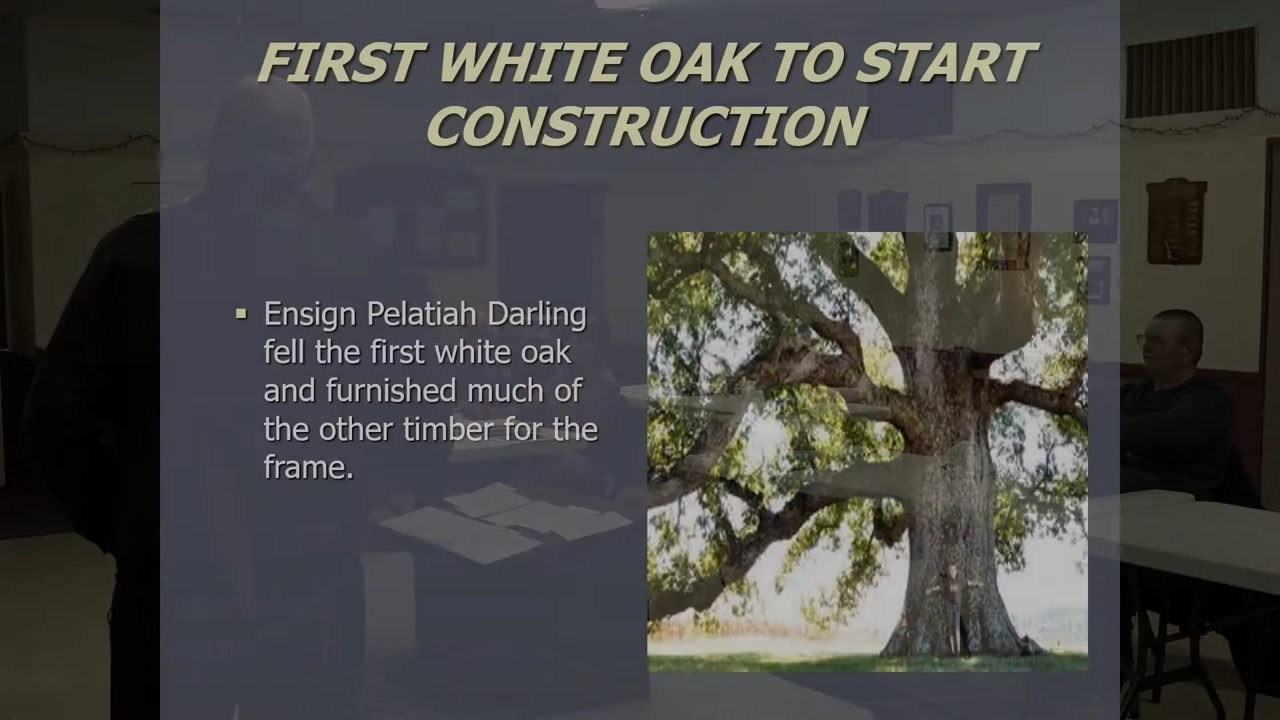 FIRST WHITE OAK TO START
CONSTRUCTION
▪ Ensign Pelatiah Darling
fell the first white oak
and furnished much of
the other timber for the
frame.